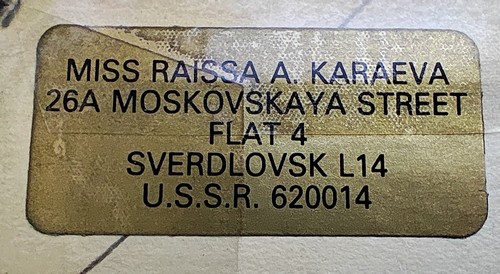 MISS RAISSA A. KARAEVA
26A MOSKOVSKAYA STREET
FLAT 4
SVERDLOVSK L14
U.S.S.R. 620014